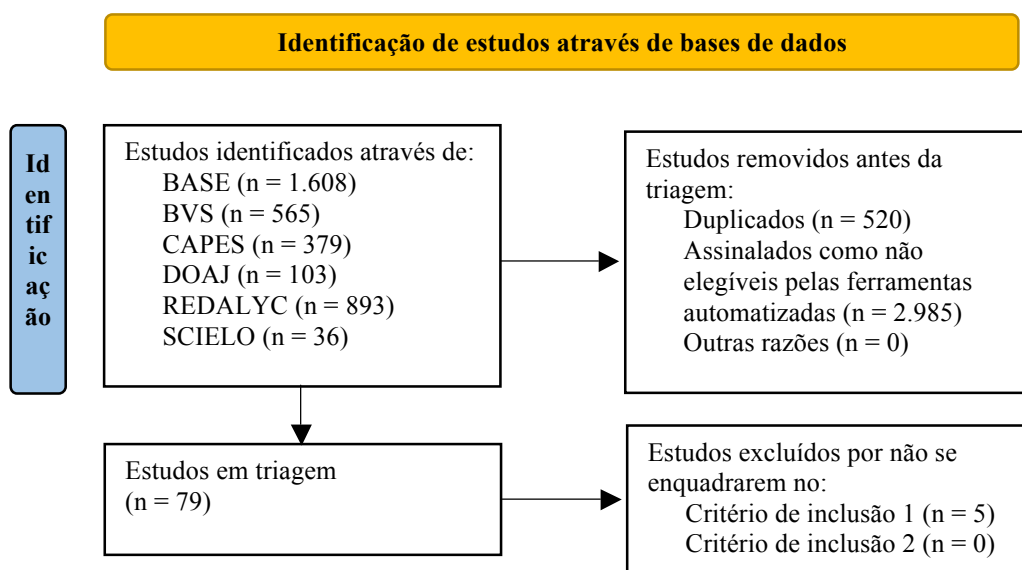 Identificação de estudos através de bases de dados
Id
en
tif
ic
aç
ão
Estudos identificados através de:
BASE (n = 1.608)
BVS (n = 565)
CAPES (n = 379)
DOAJ (n = 103)
REDALYC (n = 893)
SCIELO (n = 36)
Estudos removidos antes da
triagem:
Duplicados (n = 520)
Assinalados como não
elegíveis pelas ferramentas
automatizadas (n = 2.985)
Outras razões (n = 0)
Estudos em triagem
(n = 79)
Estudos excluídos por não se
enquadrarem no:
Critério de inclusão 1 (n = 5)
Critério de inclusão 2 (n = 0)